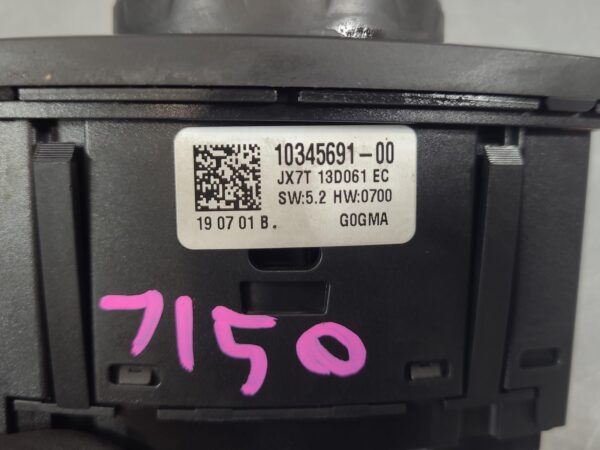 10345691-00
JX7T 13D061 EC
SW:5.2 HW:0700
19 07 01 B. G0GMA
7150